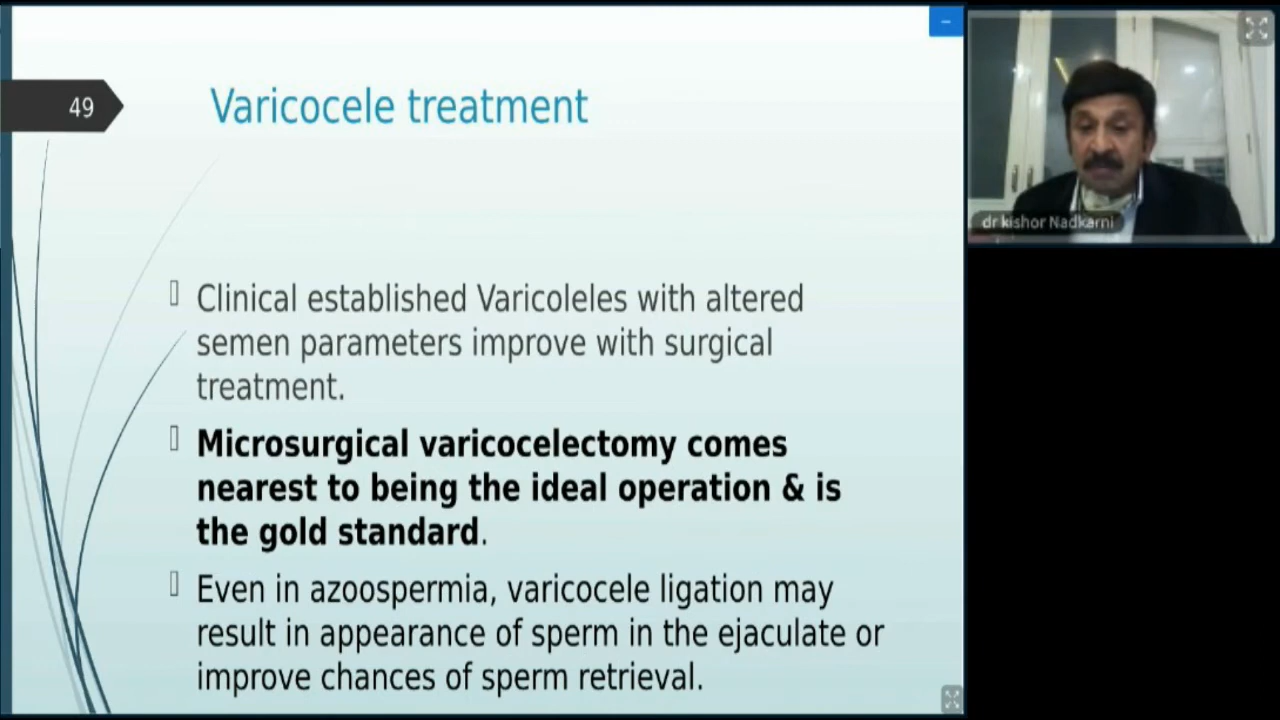 49
Varicocele treatment
Clinical established Varicoleles with altered
semen parameters improve with surgical
treatment.
Microsurgical varicocelectomy comes
nearest to being the ideal operation & is
the gold standard.
Even in azoospermia, varicocele ligation may
result in appearance of sperm in the ejaculate or
improve chances of sperm retrieval.
dr kishor Nadkarni